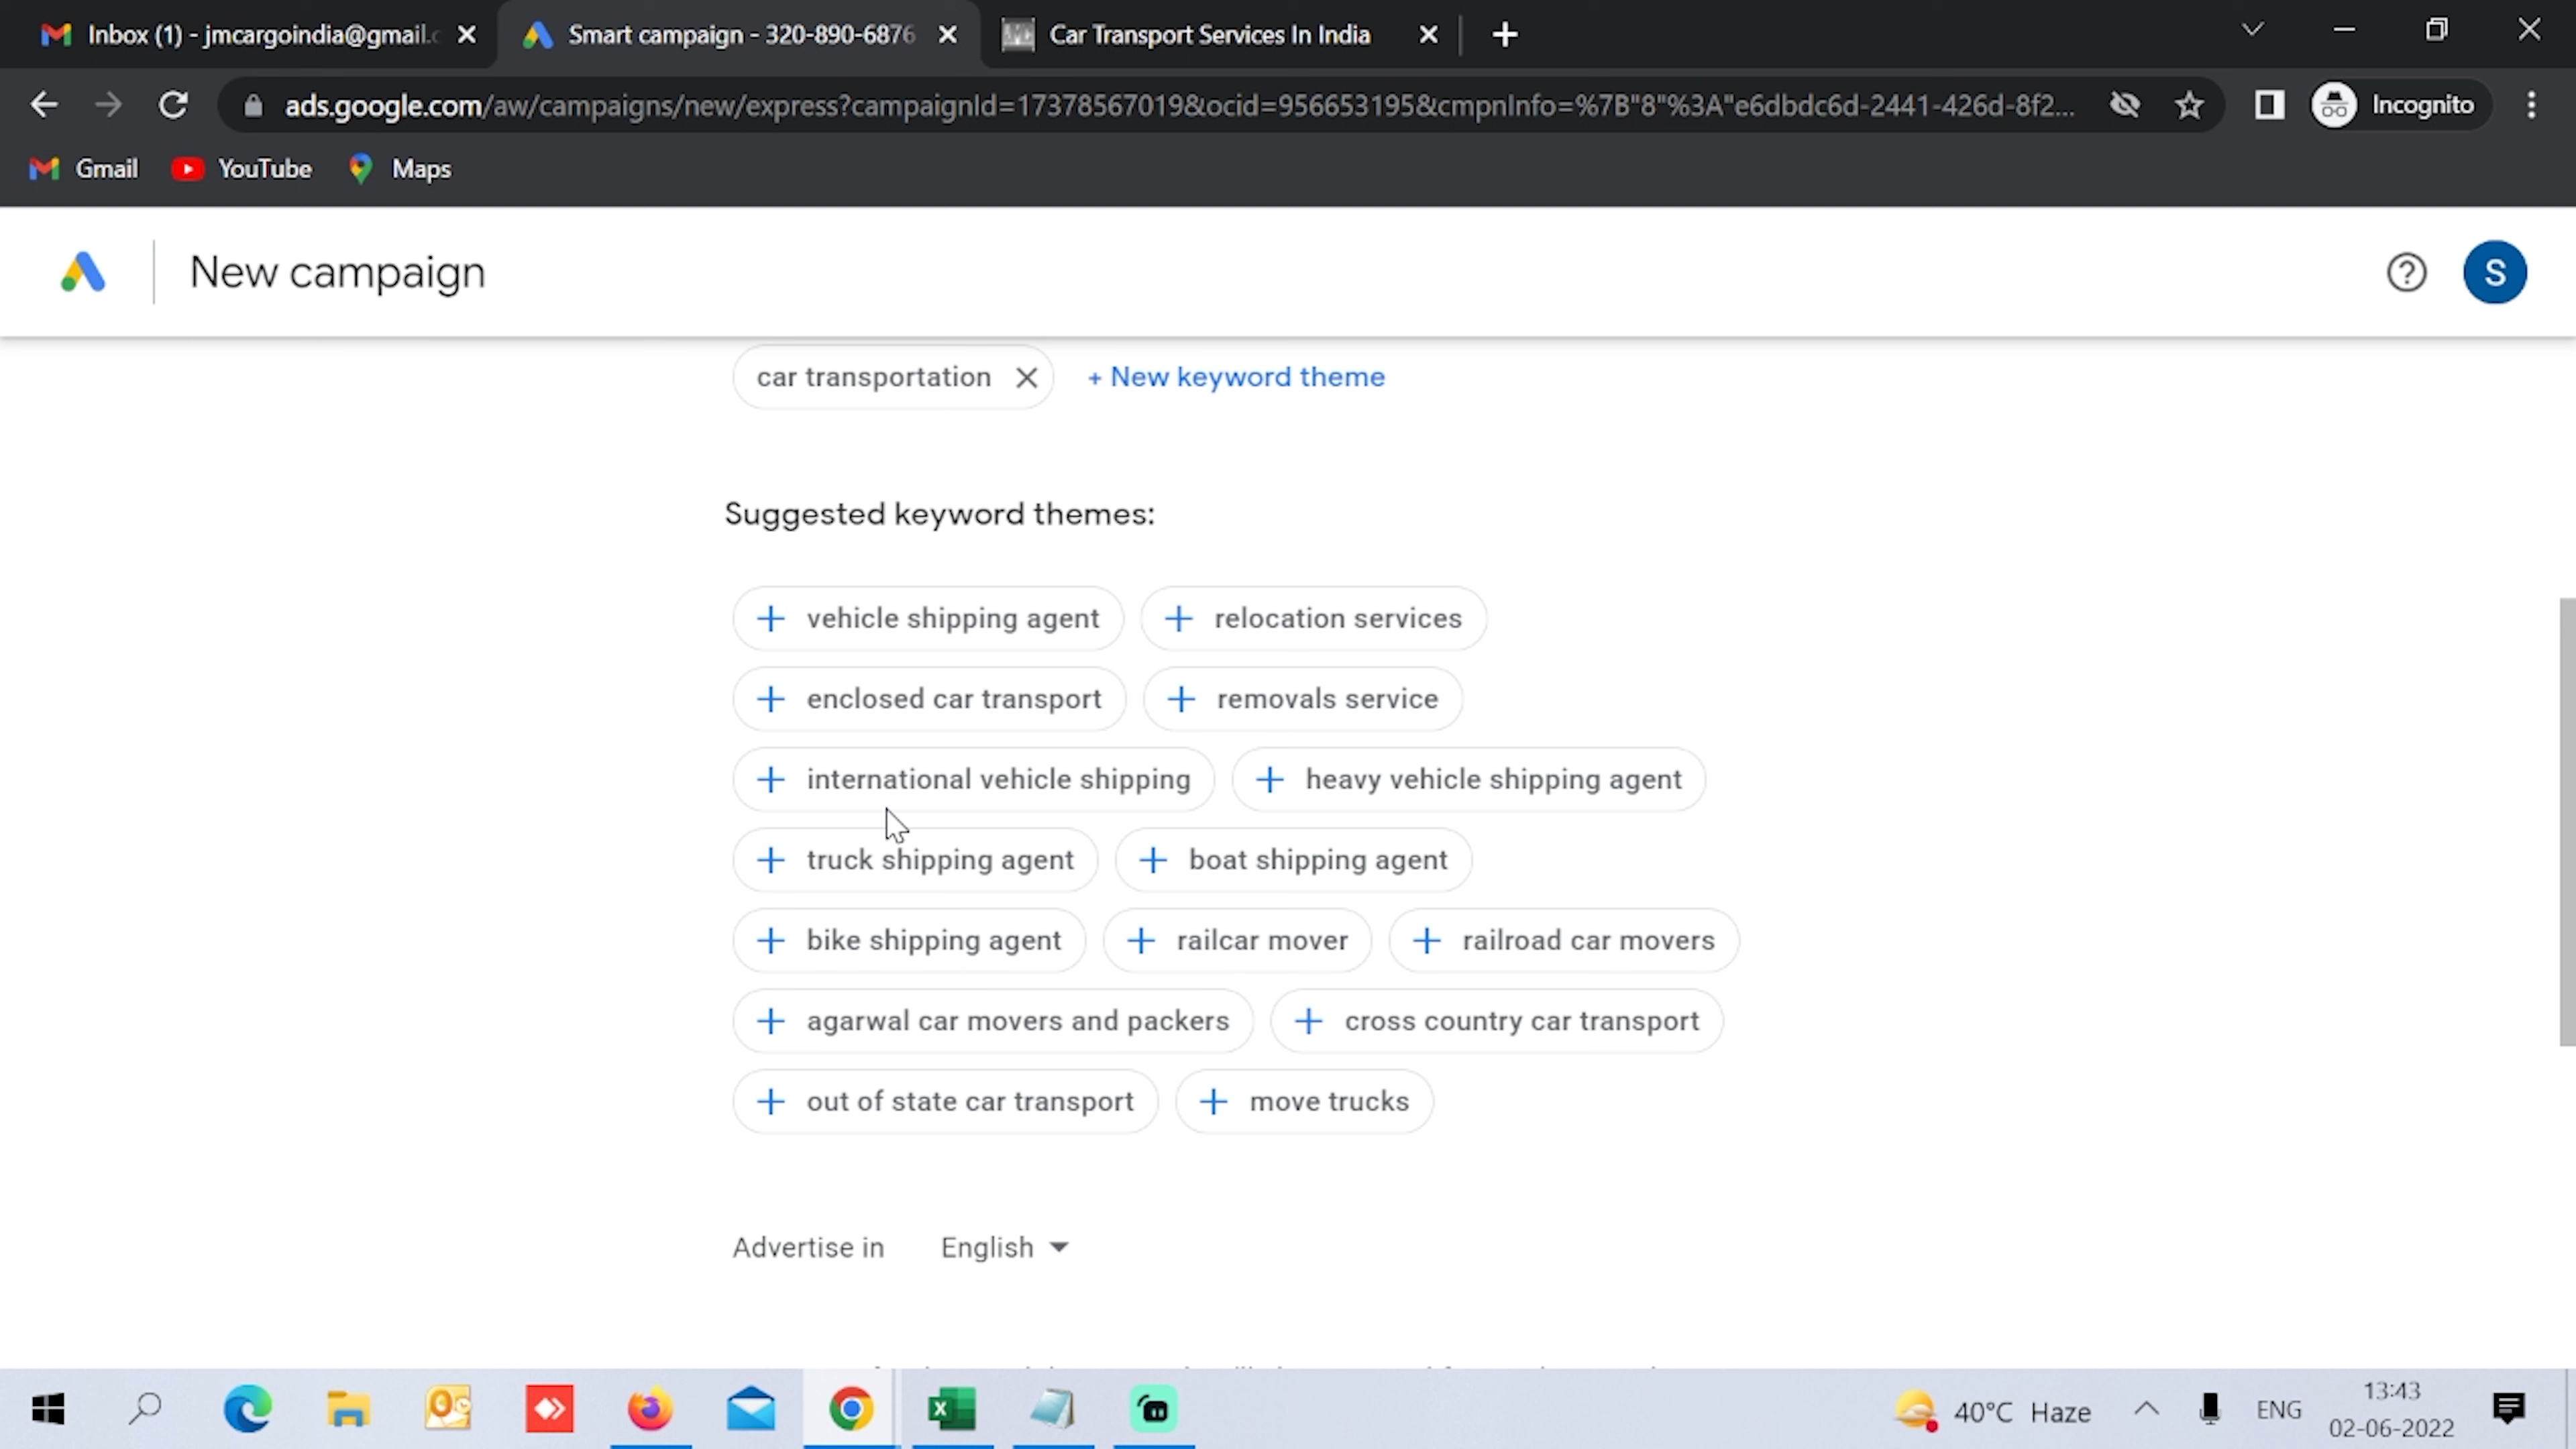 Inbox (1) - jmcargoindia@gmail.c
Smart campaign - 320-890-6876
Car Transport Services In India
ads.google.com/aw/campaigns/new/express?campaignId=17378567019&ocid=956653195&cmpnInfo=%7B"8"%3A"e6dbdc6d-2441-426d-8f2...
Incognito
Gmail
YouTube
Maps
New campaign
S
car transportation
+ New keyword theme
Suggested keyword themes:
+ vehicle shipping agent
+ relocation services
+ enclosed car transport
+ removals service
+ international vehicle shipping
+ heavy vehicle shipping agent
+ truck shipping agent
+ boat shipping agent
+ bike shipping agent
+ railcar mover
+ railroad car movers
+ agarwal car movers and packers
+ cross country car transport
+ out of state car transport
+ move trucks
Advertise in English
40°C Haze
ENG
13:43
02-06-2022